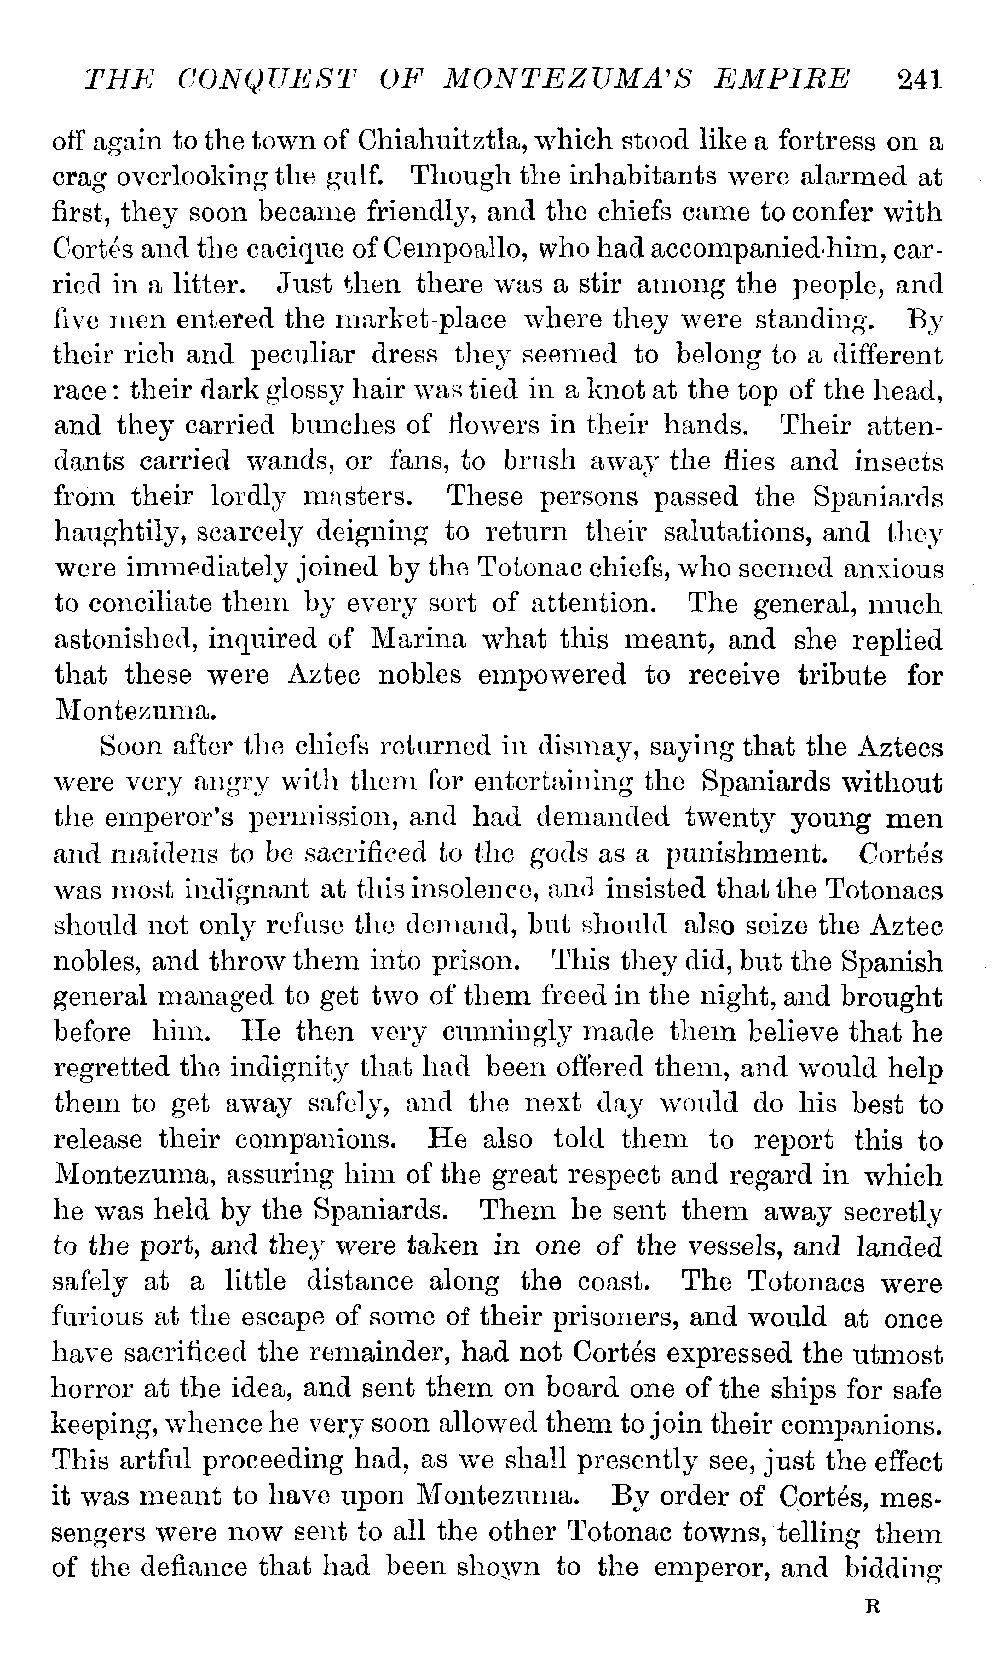 THE CONQUEST OF MONTEZUMA'S EMPIRE 241
off again to the town of Chiahuitztla, which stood like a fortress on a
crag overlooking the gulf. Though the inhabitants were alarmed at
first, they soon became friendly, and the chiefs came to confer with
Cortés and the cacique of Cempoallo, who had accompanied him, car-
ried in a litter. Just then there was a stir among the people, and
five men entered the market-place where they were standing. By
their rich and peculiar dress they seemed to belong to a different
race: their dark glossy hair was tied in a knot at the top of the head,
and they carried bunches of flowers in their hands. Their atten-
dants carried wands, or fans, to brush away the flies and insects
from their lordly masters. These persons passed the Spaniards
haughtily, scarcely deigning to return their salutations, and they
were immediately joined by the Totonac chiefs, who seemed anxious
to conciliate them by every sort of attention. The general, much
astonished, inquired of Marina what this meant, and she replied
that these were Aztec nobles empowered to receive tribute for
Montezuma.
Soon after the chiefs returned in dismay, saying that the Aztecs
were very angry with them for entertaining the Spaniards without
the emperor's permission, and had demanded twenty young men
and maidens to be sacrificed to the gods as a punishment. Cortés
was most indignant at this insolence, and insisted that the Totonacs
should not only refuse the demand, but should also seize the Aztec
nobles, and throw them into prison. This they did, but the Spanish
general managed to get two of them freed in the night, and brought
before him. He then very cunningly made them believe that he
regretted the indignity that had been offered them, and would help
them to get away safely, and the next day would do his best to
release their companions. He also told them to report this to
Montezuma, assuring him of the great respect and regard in which
he was held by the Spaniards. Them he sent them away secretly
to the port, and they were taken in one of the vessels, and landed
safely at a little distance along the coast. The Totonacs were
furious at the escape of some of their prisoners, and would at once
have sacrificed the remainder, had not Cortés expressed the utmost
horror at the idea, and sent them on board one of the ships for safe
keeping, whence he very soon allowed them to join their companions.
This artful proceeding had, as we shall presently see, just the effect
it was meant to have upon Montezuma. By order of Cortés, mes-
sengers were now sent to all the other Totonac towns, telling them
of the defiance that had been shown to the emperor, and bidding
R